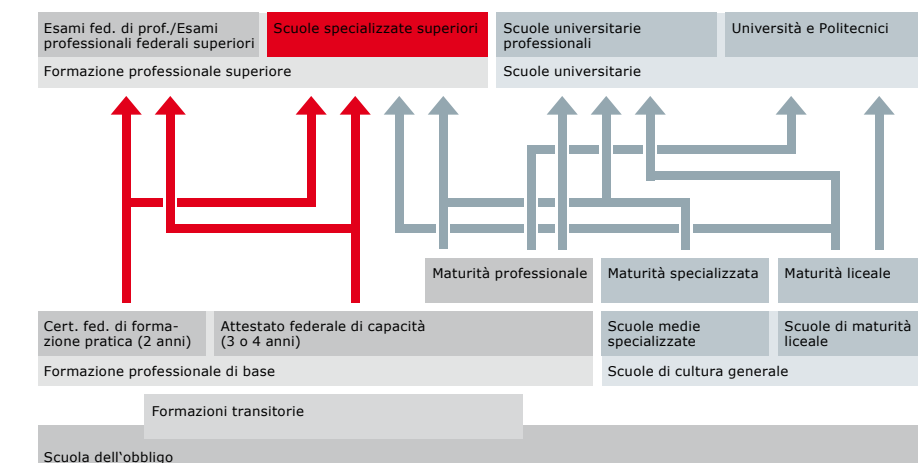 Esami fed. di prof./Esami
professionali federali superiori
Scuole specializzate superiori
Scuole universitarie
professionali
Università e Politecnici
Formazione professionale superiore
Scuole universitarie
Maturità professionale
Maturità specializzata
Maturità liceale
Cert. fed. di forma-
zione pratica (2 anni)
Attestato federale di capacità
(3 o 4 anni)
Scuole medie
specializzate
Scuole di maturità
liceale
Formazione professionale di base
Scuole di cultura generale
Formazioni transitorie
Scuola dell'obbligo